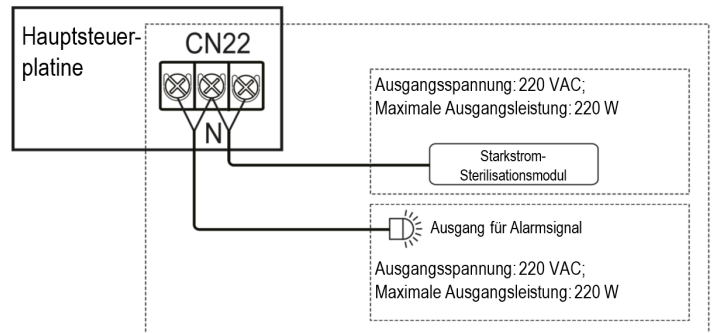 Hauptsteuer-
platine
CN22
N
Ausgangsspannung: 220 VAC;
Maximale Ausgangsleistung: 220 W
Starkstrom-
Sterilisationsmodul
Ausgang für Alarmsignal
Ausgangsspannung: 220 VAC;
Maximale Ausgangsleistung: 220 W